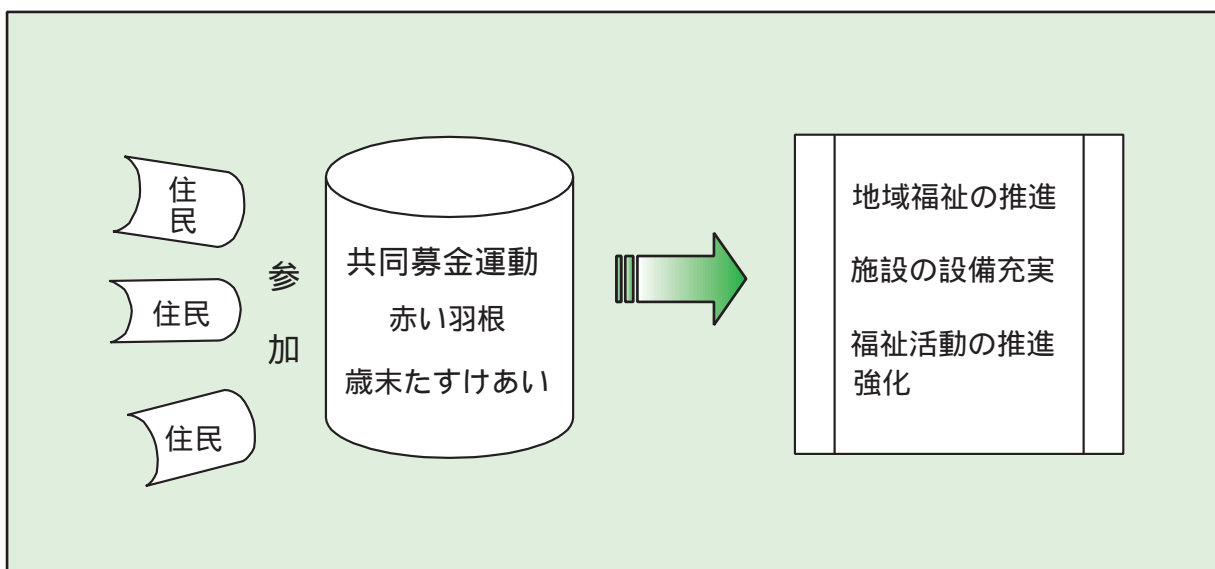 住
民
住民
住民
参
加
共同募金運動
赤い羽根
歳末たすけあい
地域福祉の推進
施設の設備充実
福祉活動の推進
強化